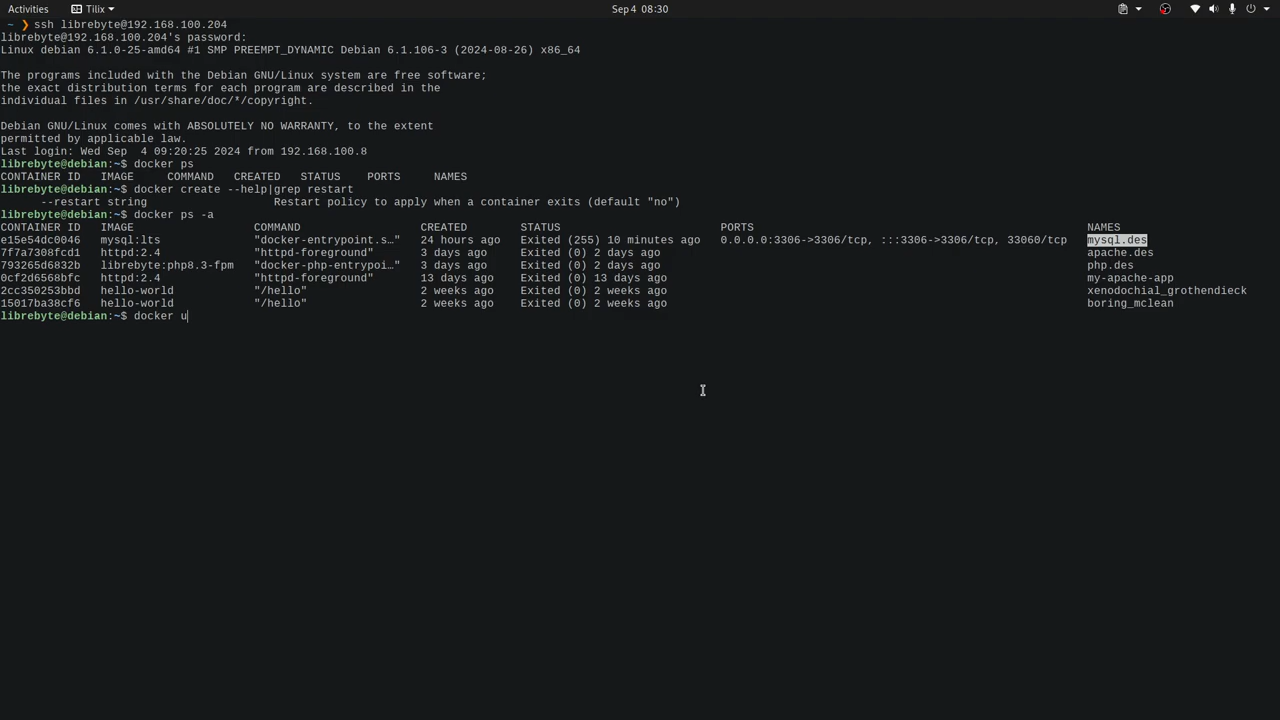 Activities Tilix Sep 4 08:30
~ ❯ ssh librebyte@192.168.100.204
librebyte@192.168.100.204's password:
Linux debian 6.1.0-25-amd64 #1 SMP PREEMPT_DYNAMIC Debian 6.1.106-3 (2024-08-26) x86_64
The programs included with the Debian GNU/Linux system are free software;
the exact distribution terms for each program are described in the
individual files in /usr/share/doc/*/copyright.
Debian GNU/Linux comes with ABSOLUTELY NO WARRANTY, to the extent
permitted by applicable law.
Last login: Wed Sep  4 09:20:25 2024 from 192.168.100.8
librebyte@debian:~$ docker ps
CONTAINER ID   IMAGE     COMMAND   CREATED   STATUS    PORTS     NAMES
librebyte@debian:~$ docker create --help|grep restart
      --restart string                   Restart policy to apply when a container exits (default "no")
librebyte@debian:~$ docker ps -a
CONTAINER ID   IMAGE                  COMMAND                  CREATED        STATUS                        PORTS                                                  NAMES
e15e54dc0046   mysql:lts              "docker-entrypoint.s…"   24 hours ago   Exited (255) 10 minutes ago   0.0.0.0:3306->3306/tcp, :::3306->3306/tcp, 33060/tcp   mysql.des
7f7a7308fcd1   httpd:2.4              "httpd-foreground"       2 days ago     Exited (0) 2 days ago                                                                apache.des
793265d6832b   librebyte:php8.3-fpm   "docker-php-entrypoi…"   3 days ago     Exited (0) 2 days ago                                                                php.des
0cf2d6568bfc   httpd:2.4              "httpd-foreground"       13 days ago    Exited (0) 13 days ago                                                               my-apache-app
2cc350253bbd   hello-world            "/hello"                 2 weeks ago    Exited (0) 2 weeks ago                                                               xenodochial_grothendieck
15017ba38cf6   hello-world            "/hello"                 2 weeks ago    Exited (0) 2 weeks ago                                                               boring_mclean
librebyte@debian:~$ docker u